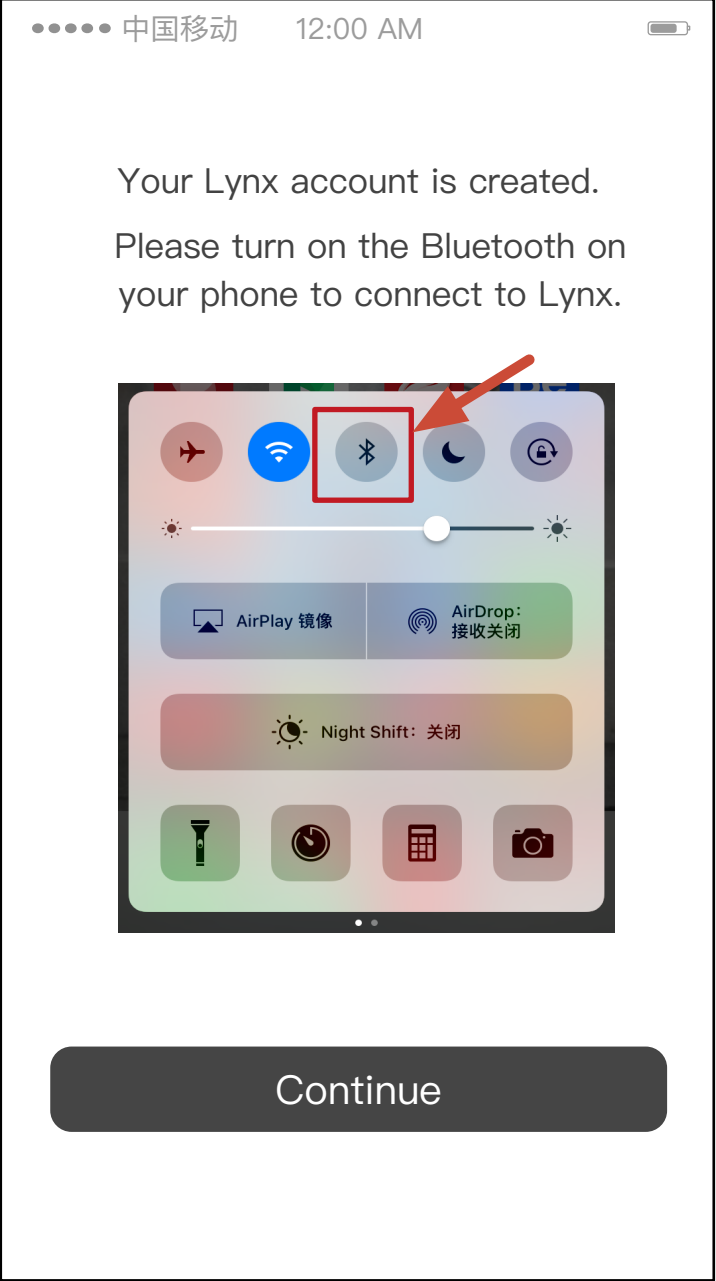 中国移动 12:00 AM
Your Lynx account is created.
Please turn on the Bluetooth on
your phone to connect to Lynx.
AirPlay 镜像
AirDrop：
接收关闭
Night Shift：关闭
Continue